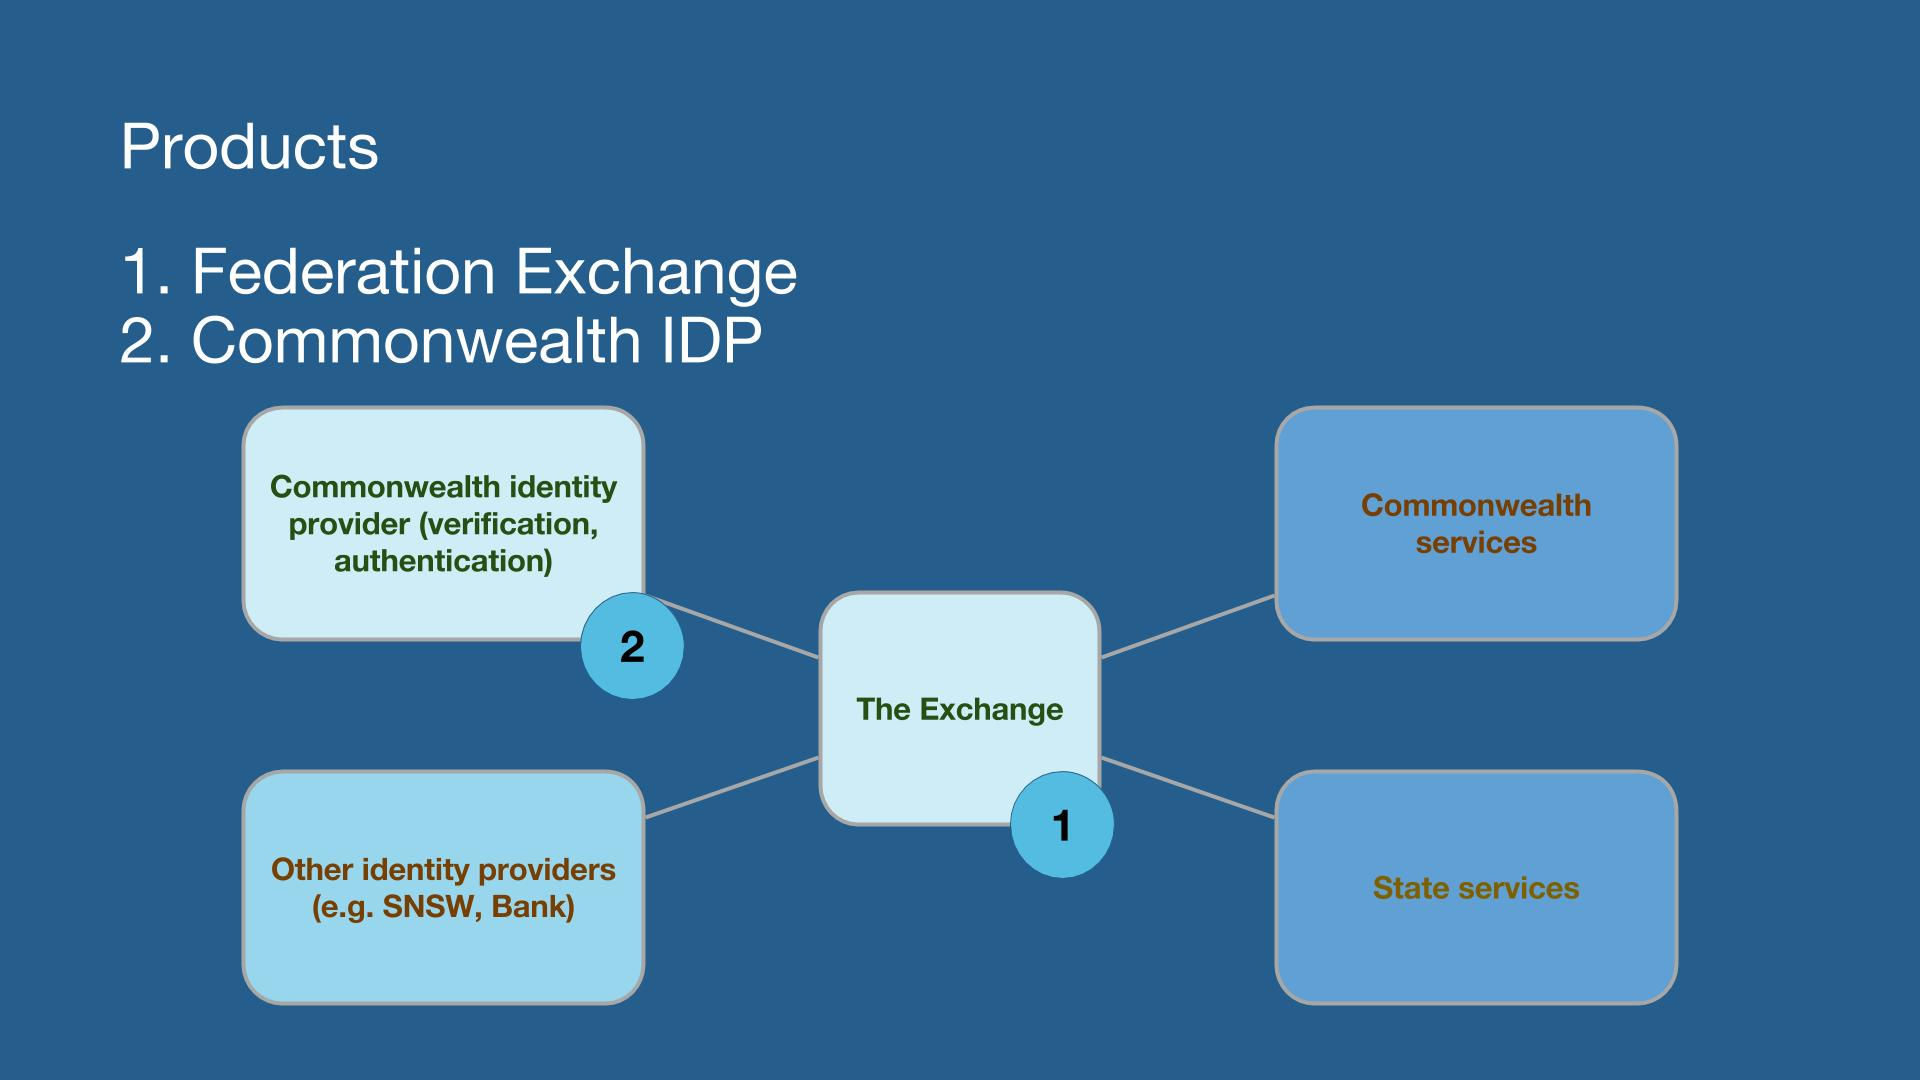 Products
1. Federation Exchange
2. Commonwealth IDP
Commonwealth identity
provider (verification,
authentication)
2
Commonwealth
services
The Exchange
1
Other identity providers
(e.g. SNSW, Bank)
State services